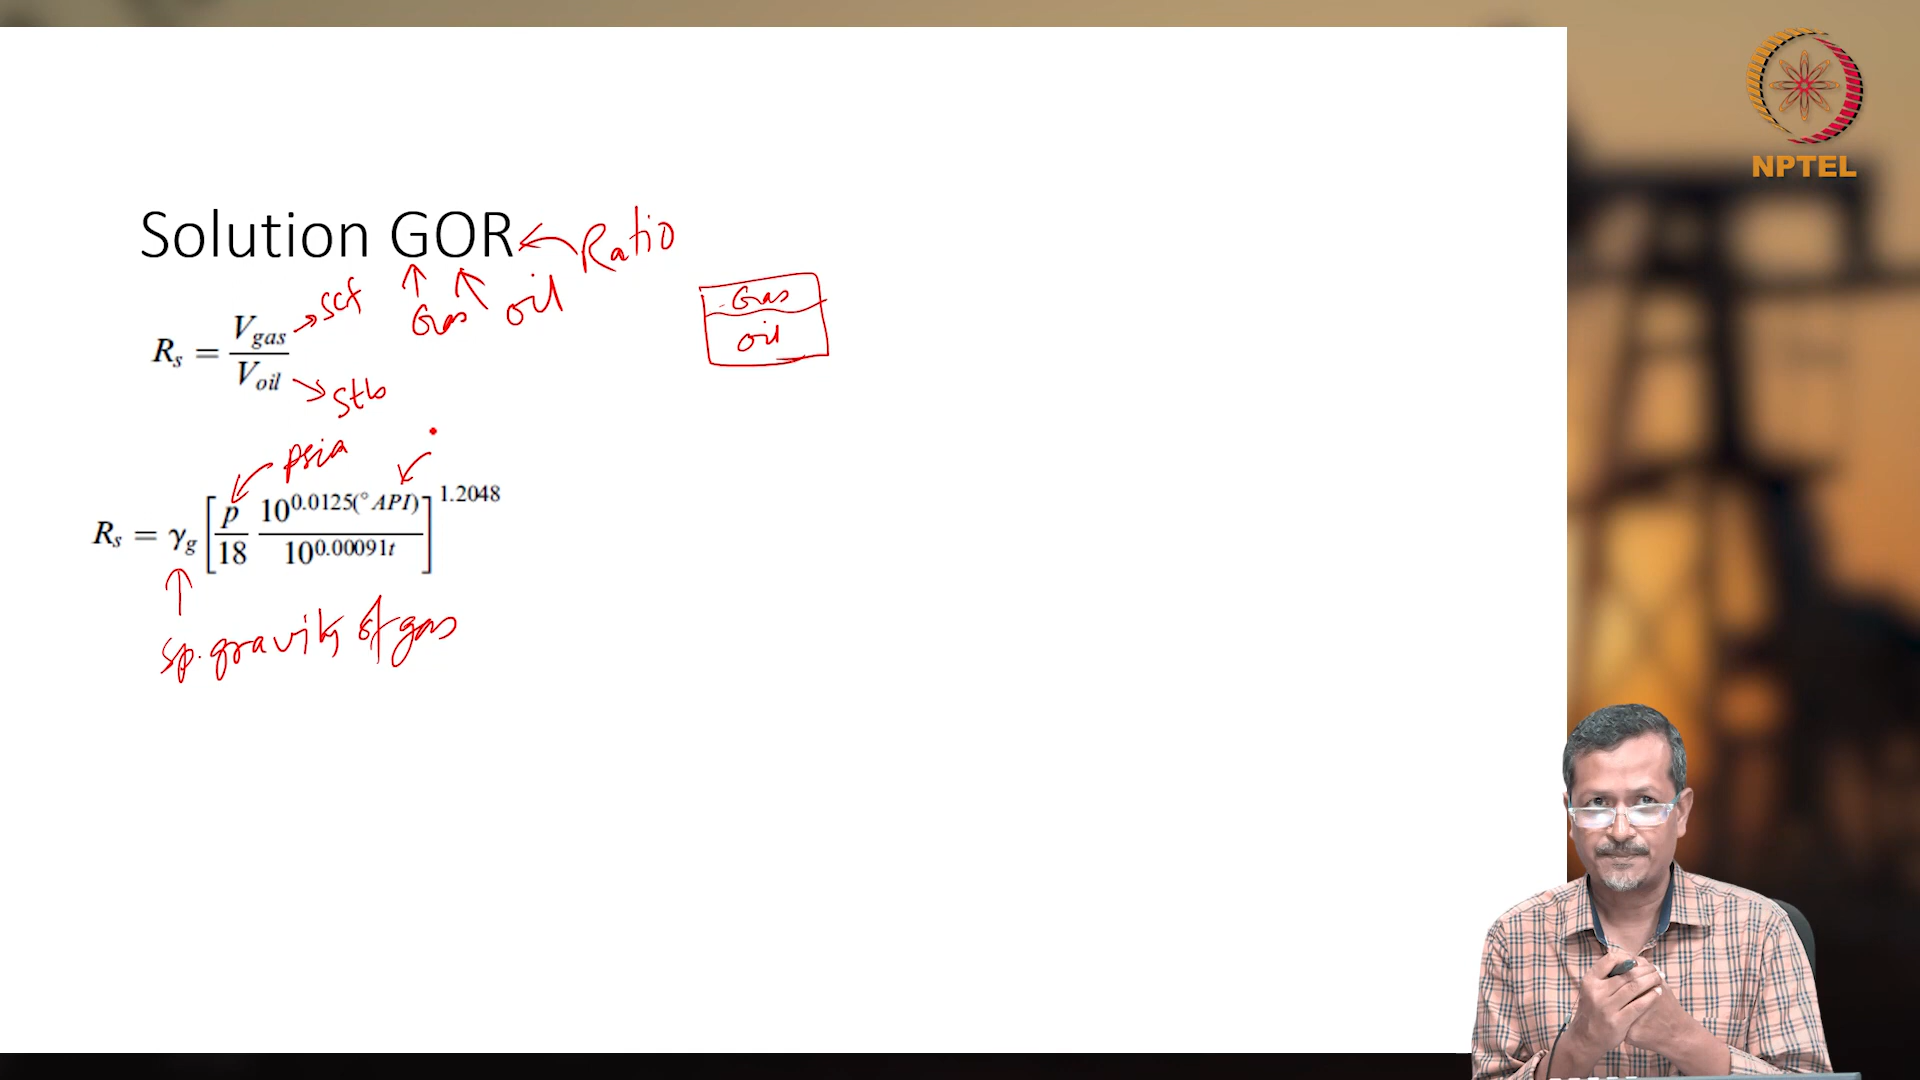 NPTEL
Solution GOR
Ratio
Gas
oil
R_s = V_gas / V_oil
scf
stb
Gas
oil
psia
R_s = γ_g [ p/18 10^{0.0125(°API)} / 10^{0.00091t} ]^{1.2048}
Sp. gravity of gas